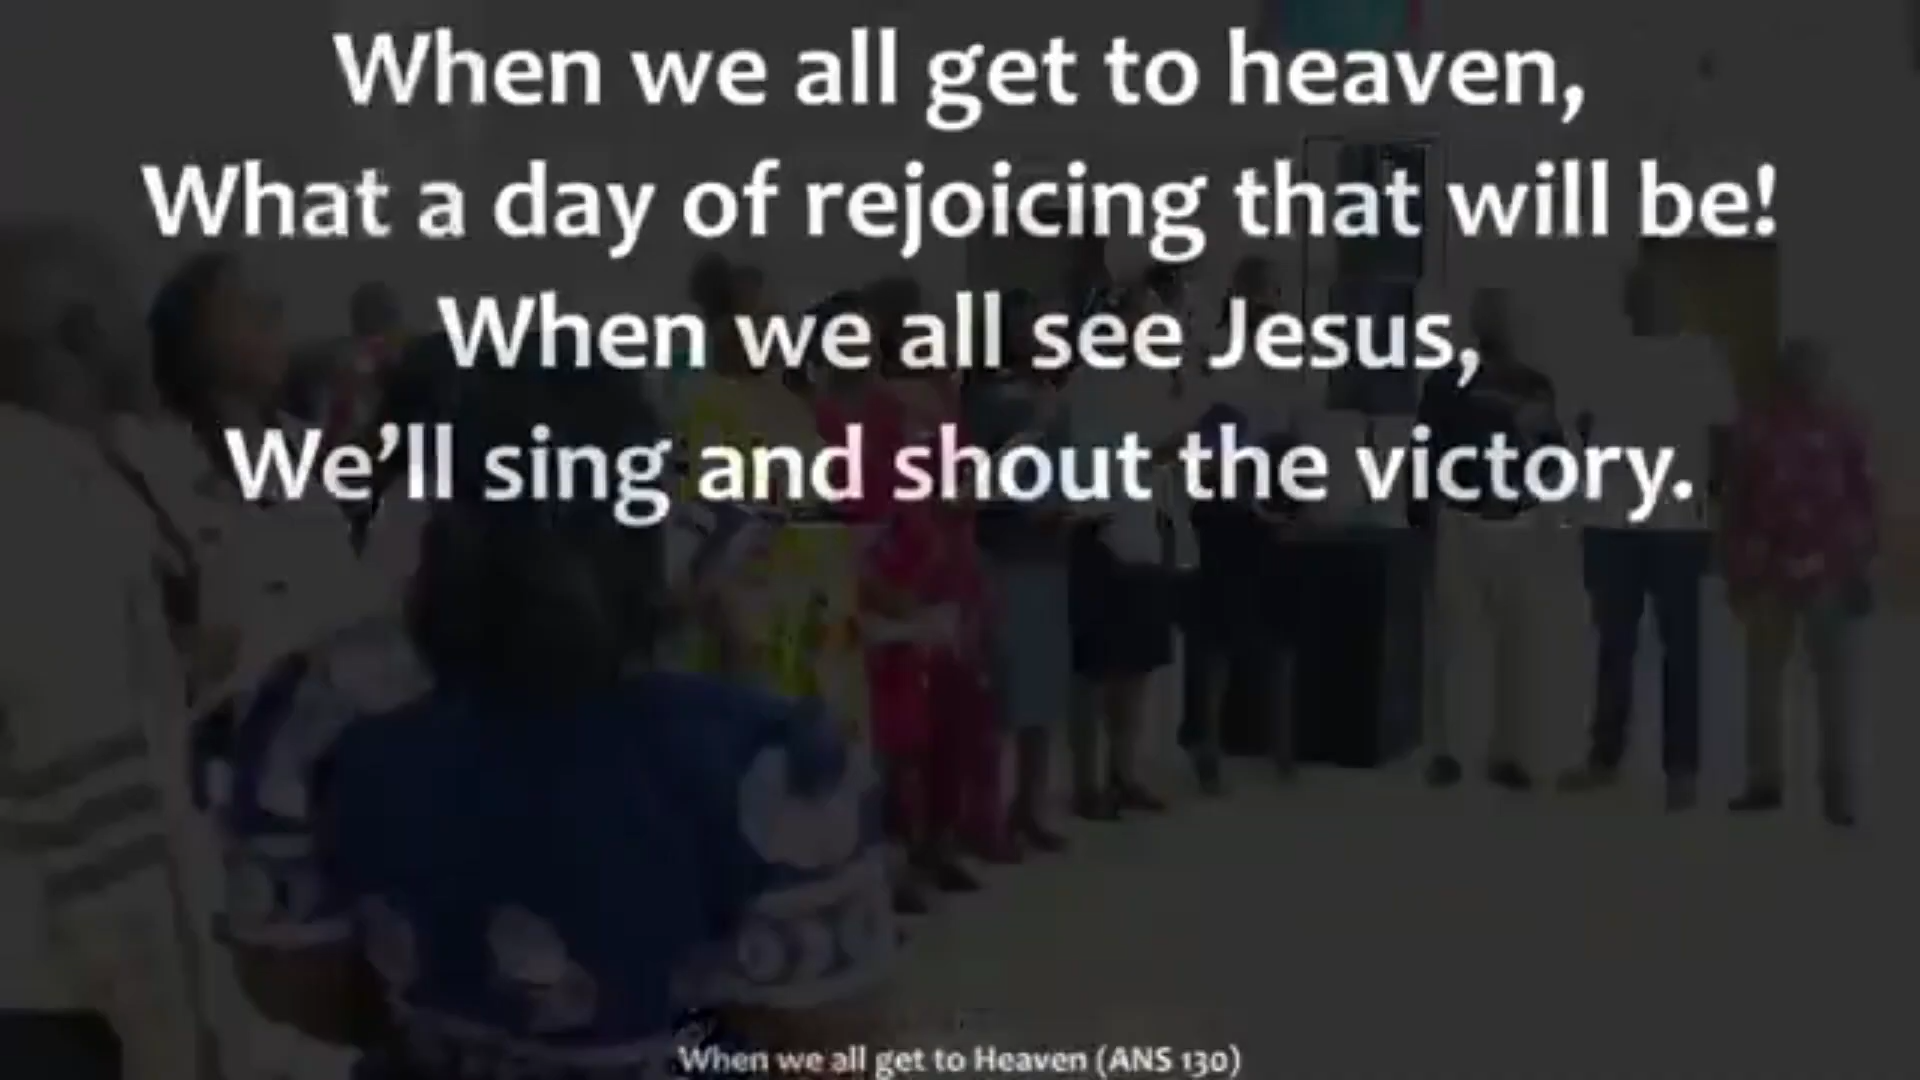 When we all get to heaven,
What a day of rejoicing that will be!
When we all see Jesus,
We’ll sing and shout the victory.
When we all get to Heaven (ANS 130)